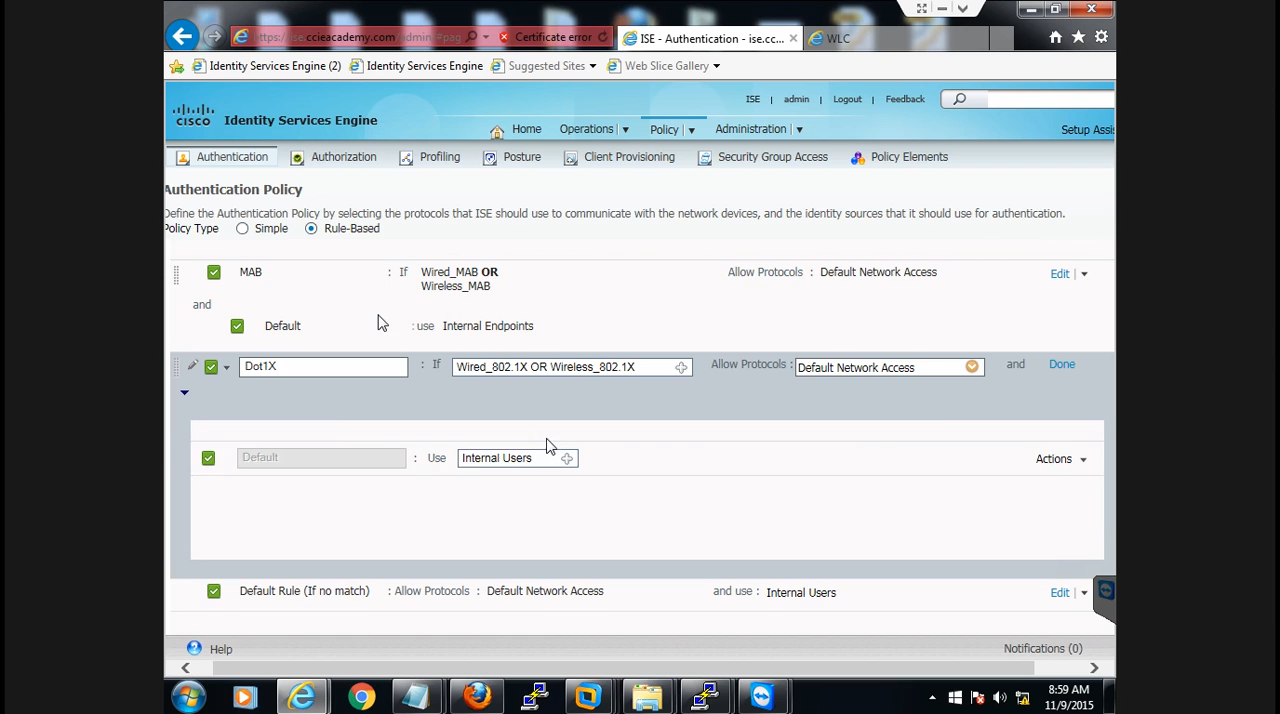 https://ise.ccieacademy.com/admin/#pag
Certificate error
ISE - Authentication - ise.cc...
WLC
Identity Services Engine (2)
Identity Services Engine
Suggested Sites
Web Slice Gallery
ISE | admin | Logout | Feedback
CISCO
Identity Services Engine
Home
Operations
Policy
Administration
Setup Assis
Authentication
Authorization
Profiling
Posture
Client Provisioning
Security Group Access
Policy Elements
Authentication Policy
Define the Authentication Policy by selecting the protocols that ISE should use to communicate with the network devices, and the identity sources that it should use for authentication.
Policy Type Simple Rule-Based
MAB : If Wired_MAB OR Allow Protocols : Default Network Access Edit |
Wireless_MAB
and
Default : use Internal Endpoints
Dot1X : If Wired_802.1X OR Wireless_802.1X Allow Protocols : Default Network Access and Done
Default : Use Internal Users Actions
Default Rule (If no match) : Allow Protocols : Default Network Access and use : Internal Users Edit |
Help
Notifications (0)
8:59 AM
11/9/2015